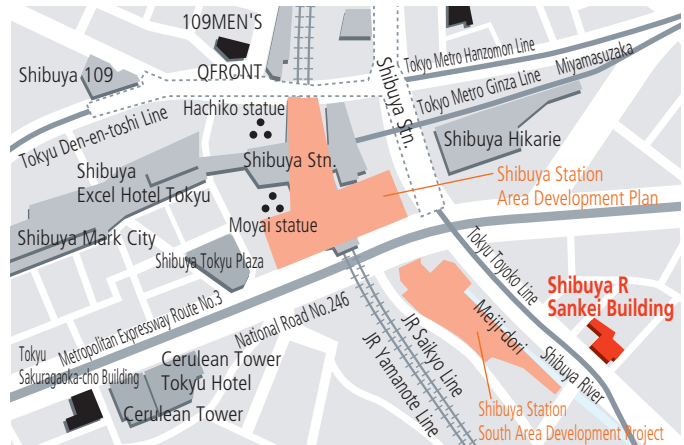 109MEN'S
Tokyo Metro Hanzomon Line
Miyamasuzaka
Shibuya 109
QFRONT
Shibuya Stn.
Tokyo Metro Ginza Line
Hachiko statue
Tokyu Den-en-toshi Line
Shibuya Hikarie
Shibuya
Excel Hotel Tokyu
Shibuya Stn.
Shibuya Station
Area Development Plan
Moyai statue
Shibuya Mark City
Shibuya Tokyu Plaza
Tokyu Toyoko Line
Shibuya R
Sankei Building
Metropolitan Expressway Route No.3
National Road No.246
Meiji-dori
JR Saikyo Line
JR Yamanote Line
Shibuya River
Tokyu
Sakuragaoka-cho Building
Cerulean Tower
Tokyu Hotel
Cerulean Tower
Shibuya Station
South Area Development Project